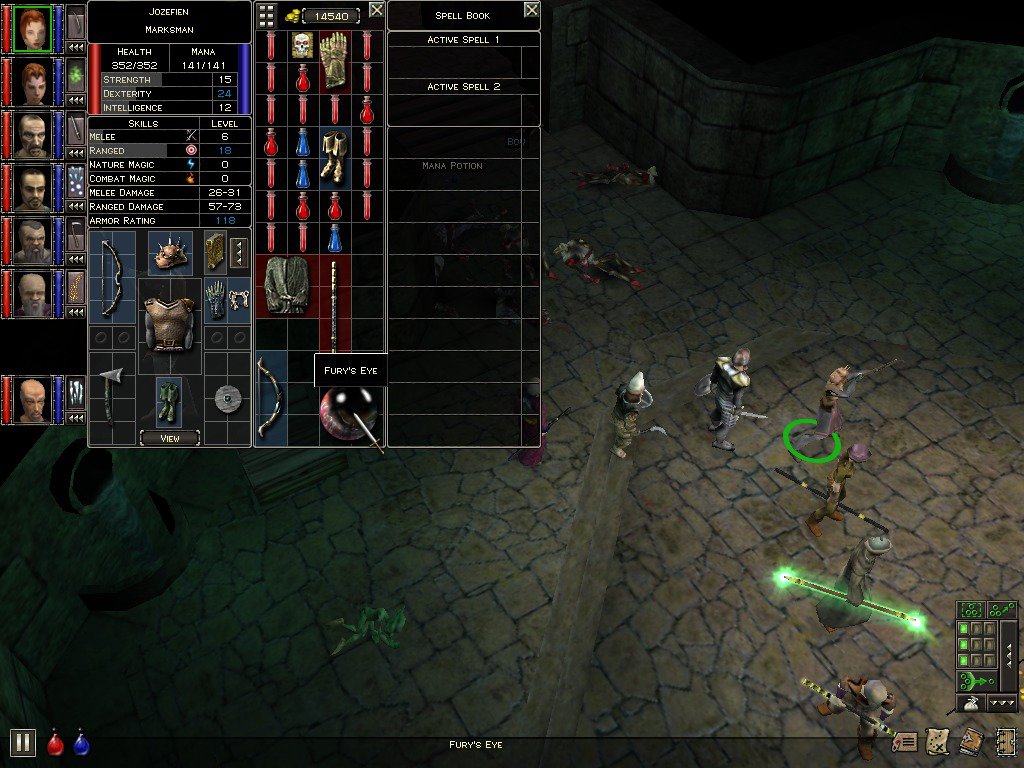 Jozefien
Marksman
Health Mana
352/352 141/141
Strength 15
Dexterity 24
Intelligence 12
Skills Level
Melee 6
Ranged 18
Nature Magic 0
Combat Magic 0
Melee Damage 26-31
Ranged Damage 57-73
Armor Rating 118
View
14540
Fury's Eye
Spell Book
Active Spell 1
Active Spell 2
Bow
Mana Potion
Fury's Eye